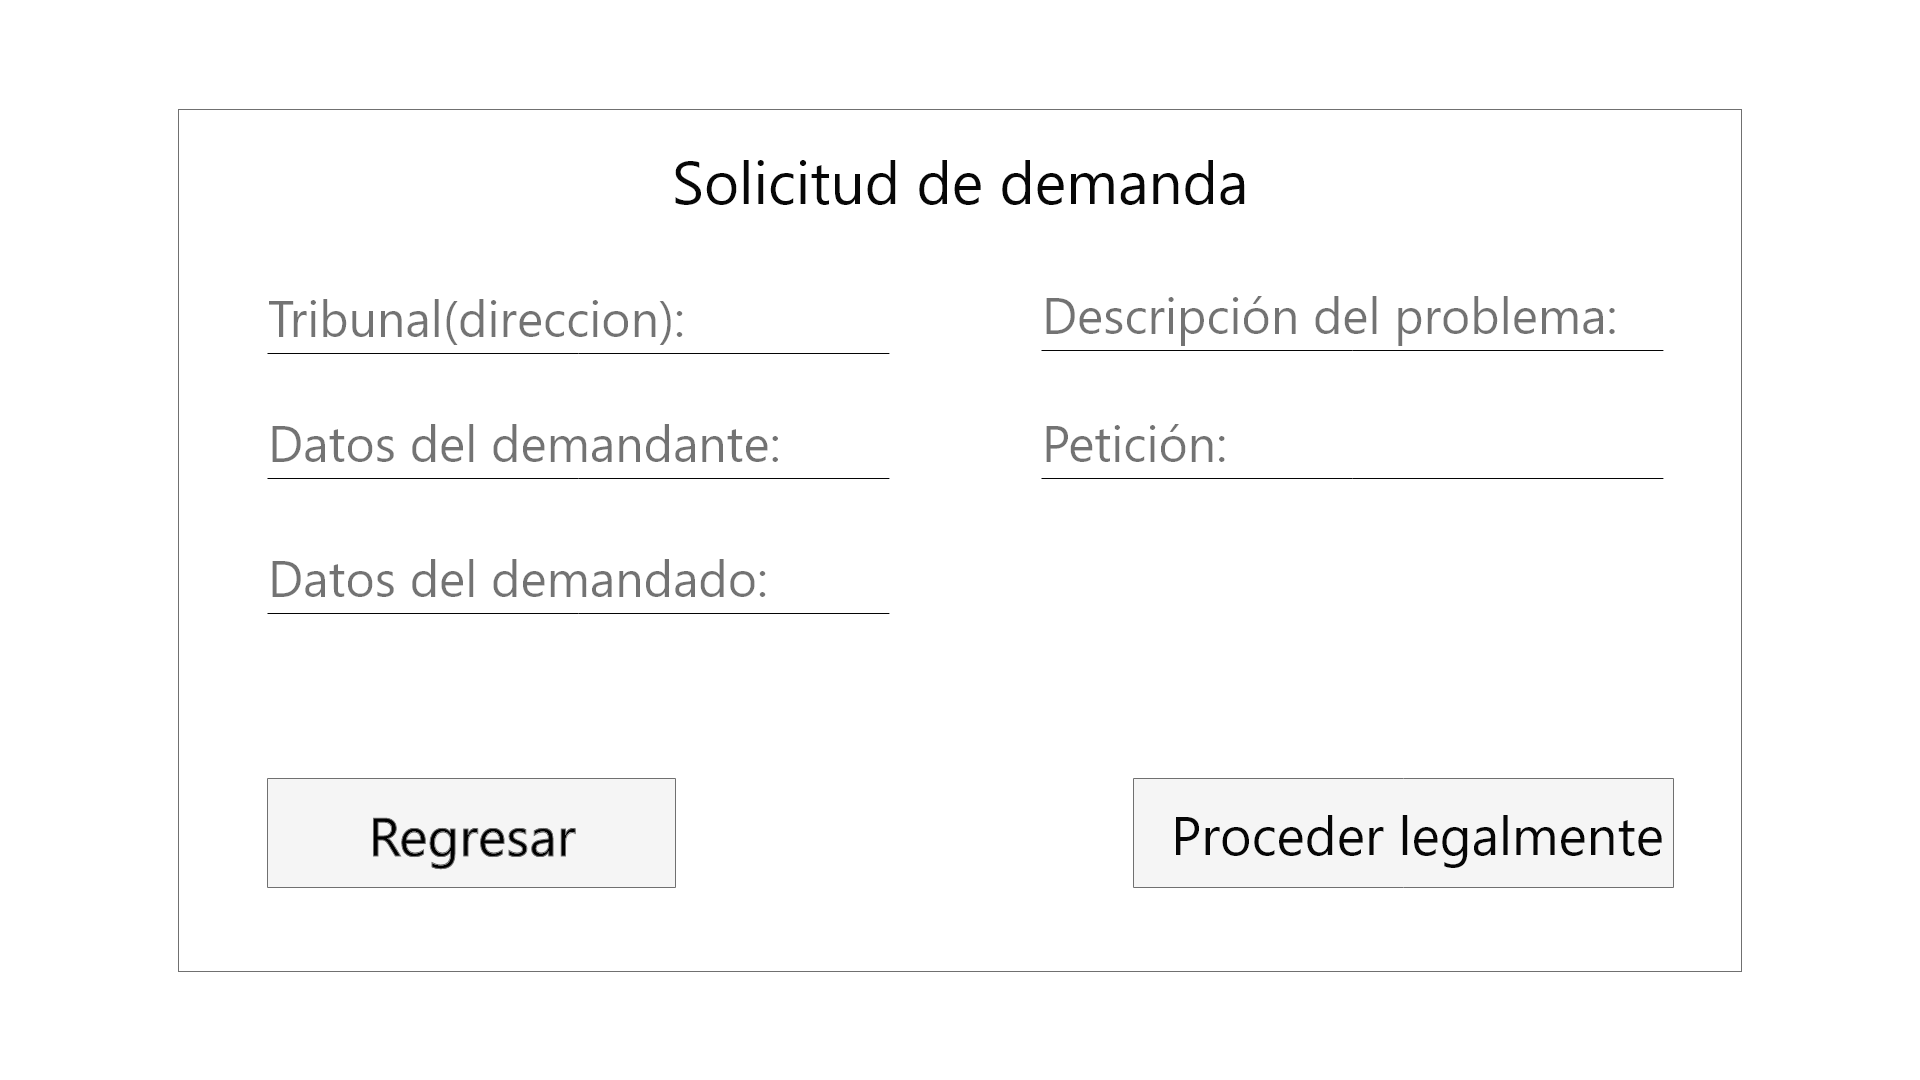 Solicitud de demanda
Tribunal(direccion):
Datos del demandante:
Datos del demandado:
Descripción del problema:
Petición:
Regresar
Proceder legalmente